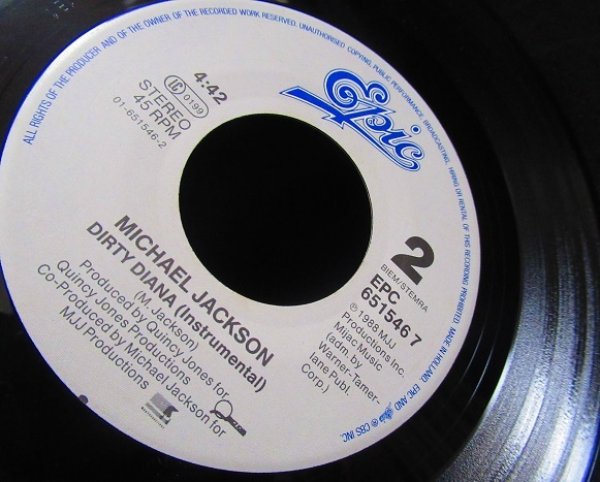 ALL RIGHTS OF THE PRODUCER AND OF THE OWNER OF THE RECORDED WORK RESERVED. UNAUTHORISED COPYING, PUBLIC PERFORMANCE, BROADCASTING, HIRING OR RENTAL OF THIS RECORDING PROHIBITED. MADE IN HOLLAND. EPIC AND
® CBS INC.
Epic
4:42
LC 0199
STEREO
45 RPM
01-651546-2
2
BIEM/STEMRA
EPC
651546 7
℗ 1988 MJJ
Productions Inc.
Mijac Music
(adm. by
Warner-Tamer-
lane Publ.
Corp.)
MICHAEL JACKSON
DIRTY DIANA (Instrumental)
(M. Jackson)
Produced by Quincy Jones for
Quincy Jones Productions
Co-Produced by Michael Jackson for
MJJ Productions